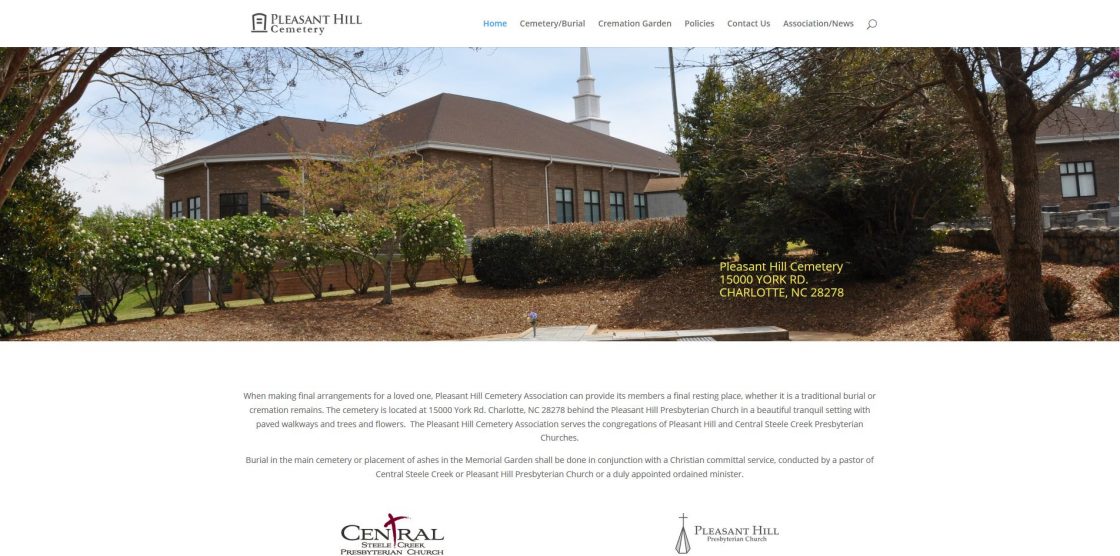 PLEASANT HILL
Cemetery
Home Cemetery/Burial Cremation Garden Policies Contact Us Association/News
Pleasant Hill Cemetery
15000 YORK RD.
CHARLOTTE, NC 28278
When making final arrangements for a loved one, Pleasant Hill Cemetery Association can provide its members a final resting place, whether it is a traditional burial or
cremation remains. The cemetery is located at 15000 York Rd. Charlotte, NC 28278 behind the Pleasant Hill Presbyterian Church in a beautiful tranquil setting with
paved walkways and trees and flowers. The Pleasant Hill Cemetery Association serves the congregations of Pleasant Hill and Central Steele Creek Presbyterian
Churches.
Burial in the main cemetery or placement of ashes in the Memorial Garden shall be done in conjunction with a Christian committal service, conducted by a pastor of
Central Steele Creek or Pleasant Hill Presbyterian Church or a duly appointed ordained minister.
CENTRAL
STEELE CREEK
PRESBYTERIAN CHURCH
PLEASANT HILL
Presbyterian Church